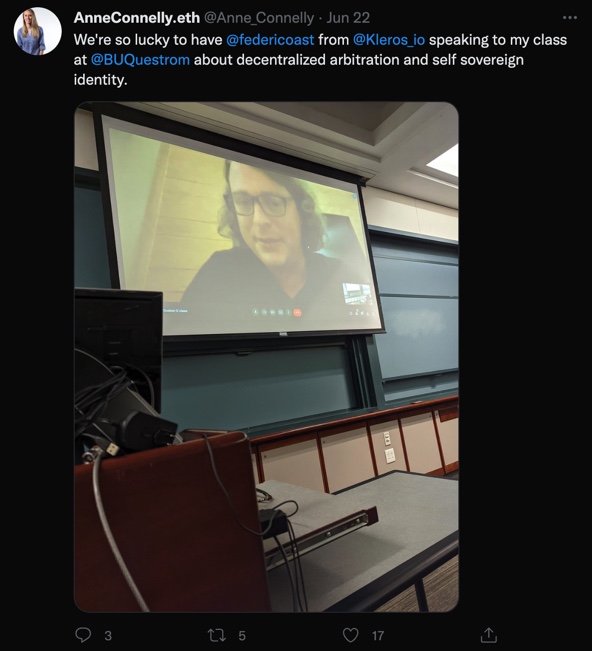 AnneConnelly.eth @Anne_Connelly · Jun 22
We're so lucky to have @federicoast from @Kleros_io speaking to my class
at @BUQuestrom about decentralized arbitration and self sovereign
identity.
3 5 17